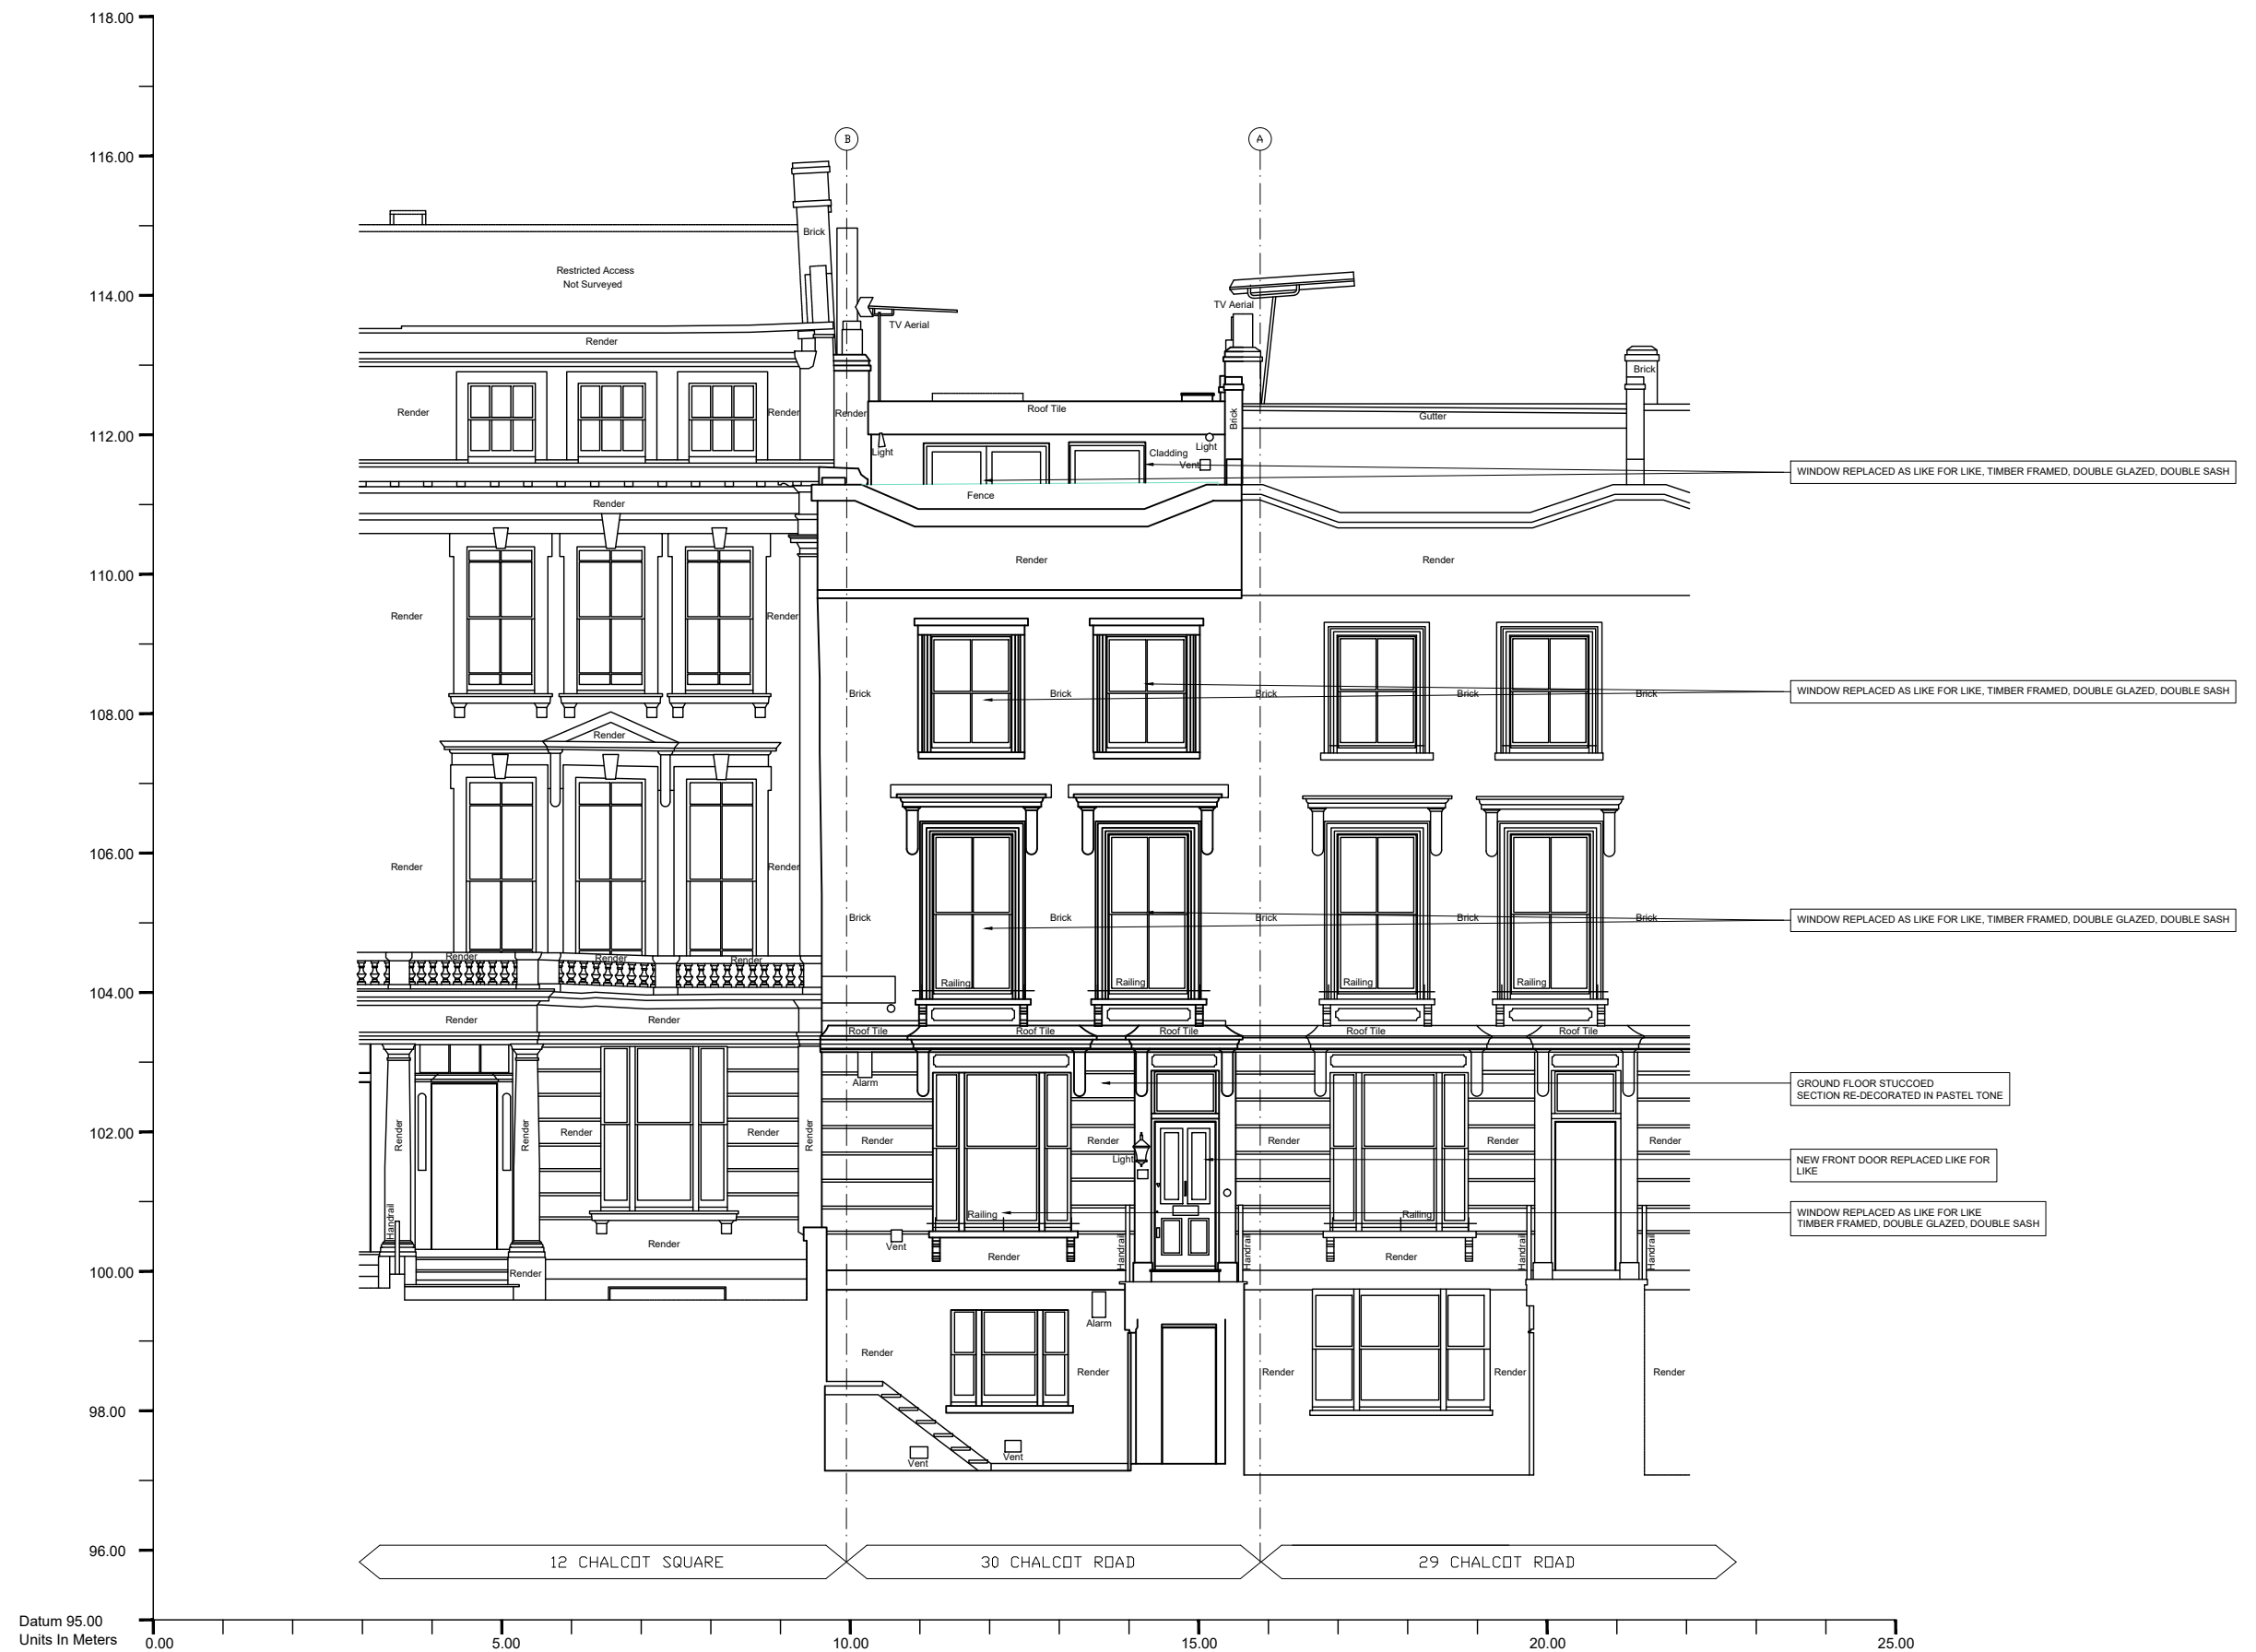 118.00
116.00
B
A
Brick
Restricted Access
Not Surveyed
114.00
TV Aerial
TV Aerial
Render
Brick
Render
Render
Render
Roof Tile
Brick
Gutter
112.00
Light
Light
Cladding
Vent
WINDOW REPLACED AS LIKE FOR LIKE, TIMBER FRAMED, DOUBLE GLAZED, DOUBLE SASH
Fence
Render
Render
Render
110.00
Render
Render
Brick
Brick
Brick
Brick
Brick
WINDOW REPLACED AS LIKE FOR LIKE, TIMBER FRAMED, DOUBLE GLAZED, DOUBLE SASH
108.00
Render
106.00
Render
Render
Brick
Brick
Brick
Brick
Brick
WINDOW REPLACED AS LIKE FOR LIKE, TIMBER FRAMED, DOUBLE GLAZED, DOUBLE SASH
Render
Render
Render
Railing
Railing
Railing
Railing
104.00
Render
Render
Roof Tile
Roof Tile
Roof Tile
Roof Tile
Roof Tile
Alarm
GROUND FLOOR STUCCOED
SECTION RE-DECORATED IN PASTEL TONE
102.00
Render
Render
Render
Render
Render
Render
Render
Render
Render
Render
Light
NEW FRONT DOOR REPLACED LIKE FOR
LIKE
Handrail
Railing
Railing
WINDOW REPLACED AS LIKE FOR LIKE
TIMBER FRAMED, DOUBLE GLAZED, DOUBLE SASH
Render
Vent
Render
Handrail
Handrail
Render
Handrail
Handrail
100.00
Render
Alarm
Render
Render
Render
Render
Render
98.00
Vent
Vent
96.00
12 CHALCOT SQUARE
30 CHALCOT ROAD
29 CHALCOT ROAD
Datum 95.00
Units In Meters
0.00
5.00
10.00
15.00
20.00
25.00